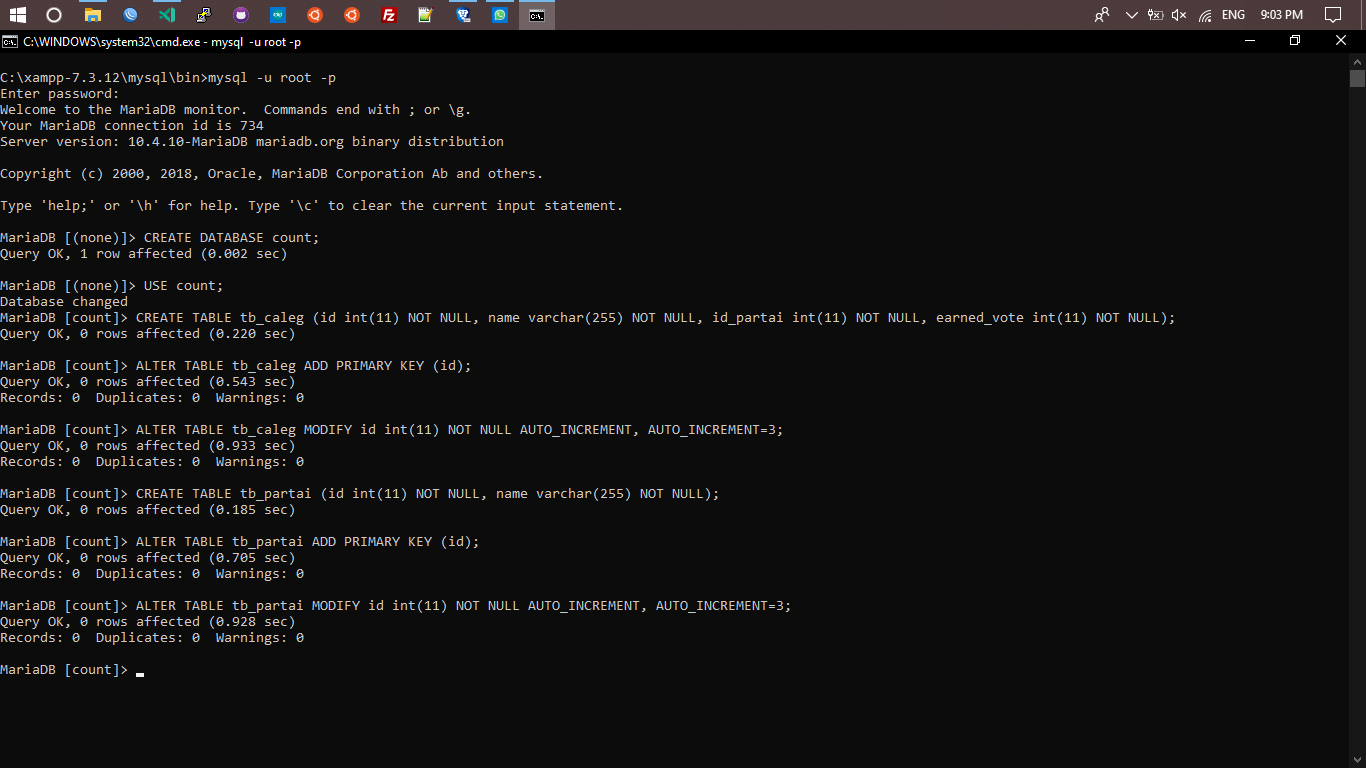 ENG 9:03 PM
C:\WINDOWS\system32\cmd.exe - mysql  -u root -p
C:\xampp-7.3.12\mysql\bin>mysql -u root -p
Enter password:
Welcome to the MariaDB monitor.  Commands end with ; or \g.
Your MariaDB connection id is 734
Server version: 10.4.10-MariaDB mariadb.org binary distribution
Copyright (c) 2000, 2018, Oracle, MariaDB Corporation Ab and others.
Type 'help;' or '\h' for help. Type '\c' to clear the current input statement.
MariaDB [(none)]> CREATE DATABASE count;
Query OK, 1 row affected (0.002 sec)
MariaDB [(none)]> USE count;
Database changed
MariaDB [count]> CREATE TABLE tb_caleg (id int(11) NOT NULL, name varchar(255) NOT NULL, id_partai int(11) NOT NULL, earned_vote int(11) NOT NULL);
Query OK, 0 rows affected (0.220 sec)
MariaDB [count]> ALTER TABLE tb_caleg ADD PRIMARY KEY (id);
Query OK, 0 rows affected (0.543 sec)
Records: 0  Duplicates: 0  Warnings: 0
MariaDB [count]> ALTER TABLE tb_caleg MODIFY id int(11) NOT NULL AUTO_INCREMENT, AUTO_INCREMENT=3;
Query OK, 0 rows affected (0.933 sec)
Records: 0  Duplicates: 0  Warnings: 0
MariaDB [count]> CREATE TABLE tb_partai (id int(11) NOT NULL, name varchar(255) NOT NULL);
Query OK, 0 rows affected (0.185 sec)
MariaDB [count]> ALTER TABLE tb_partai ADD PRIMARY KEY (id);
Query OK, 0 rows affected (0.705 sec)
Records: 0  Duplicates: 0  Warnings: 0
MariaDB [count]> ALTER TABLE tb_partai MODIFY id int(11) NOT NULL AUTO_INCREMENT, AUTO_INCREMENT=3;
Query OK, 0 rows affected (0.928 sec)
Records: 0  Duplicates: 0  Warnings: 0
MariaDB [count]>